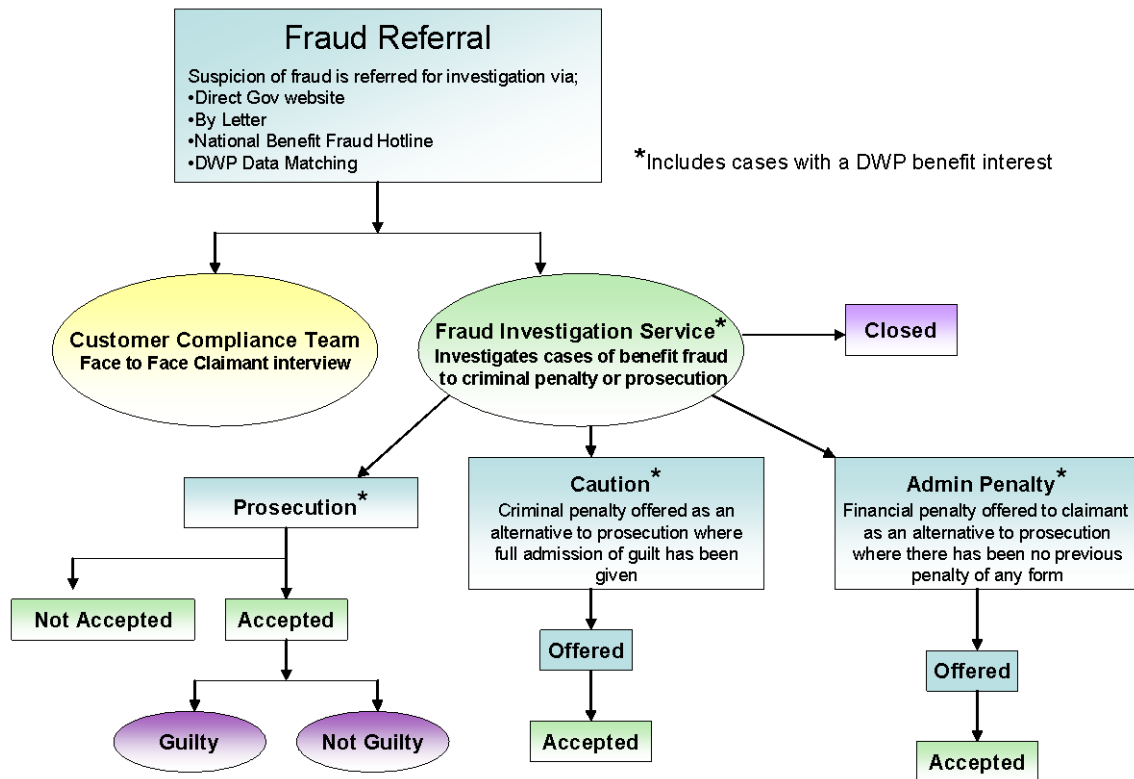 Fraud Referral
Suspicion of fraud is referred for investigation via;
•Direct Gov website
•By Letter
•National Benefit Fraud Hotline
•DWP Data Matching
*Includes cases with a DWP benefit interest
Customer Compliance Team
Face to Face Claimant interview
Fraud Investigation Service*
Investigates cases of benefit fraud
to criminal penalty or prosecution
Closed
Prosecution*
Caution*
Criminal penalty offered as an
alternative to prosecution where
full admission of guilt has been
given
Admin Penalty*
Financial penalty offered to claimant
as an alternative to prosecution
where there has been no previous
penalty of any form
Not Accepted
Accepted
Offered
Offered
Guilty
Not Guilty
Accepted
Accepted